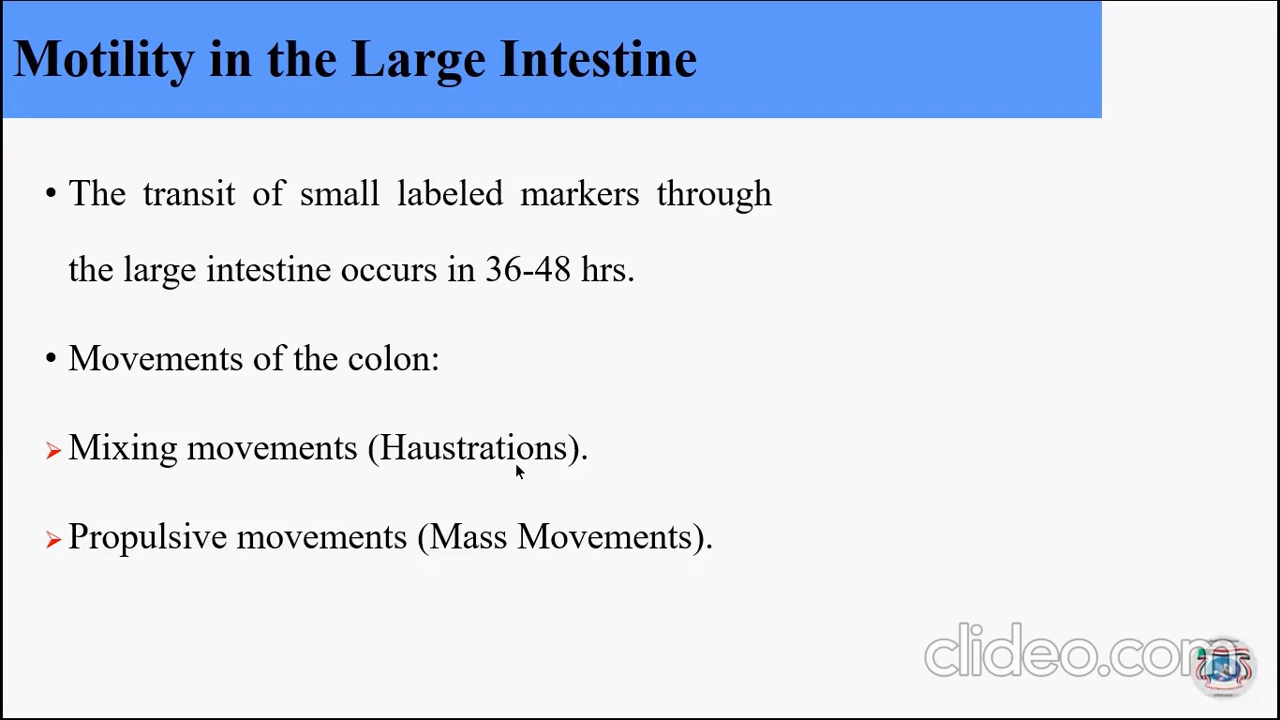 Motility in the Large Intestine
• The transit of small labeled markers through
the large intestine occurs in 36-48 hrs.
• Movements of the colon:
➢ Mixing movements (Haustrations).
➢ Propulsive movements (Mass Movements).
clideo.com